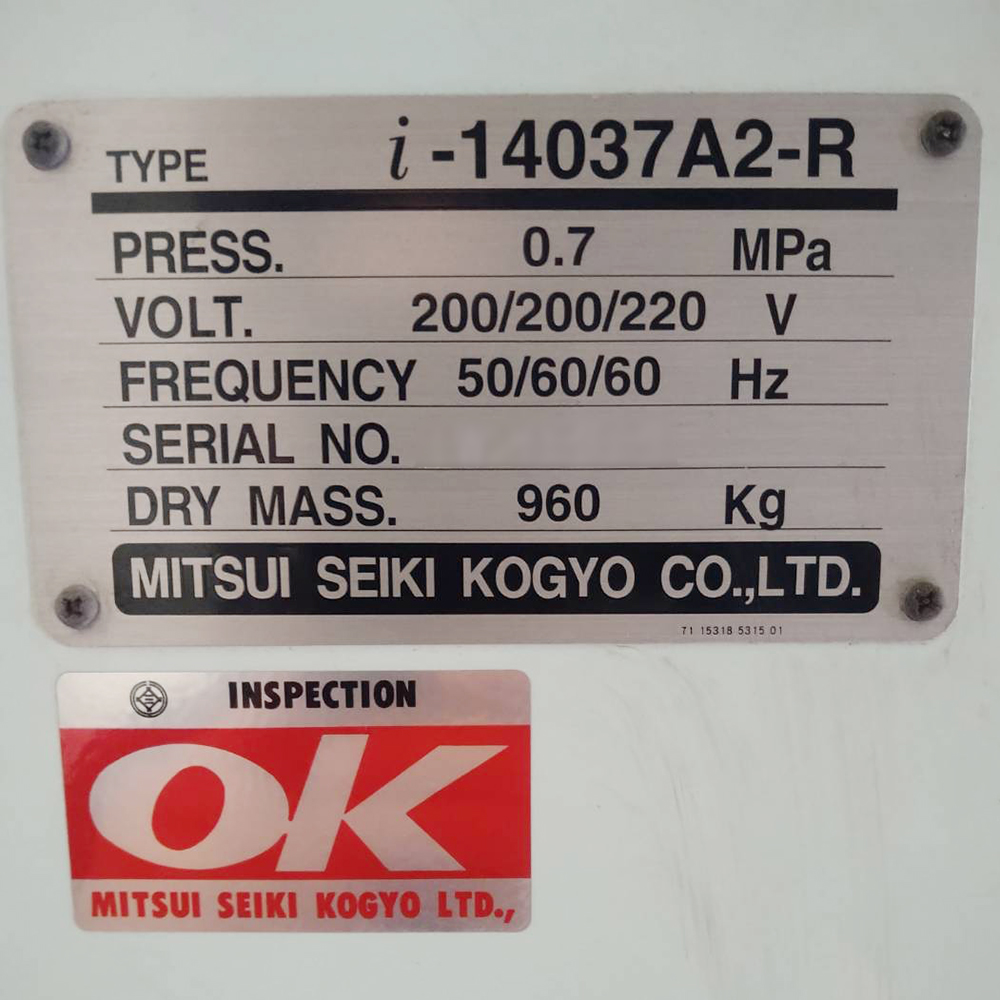 TYPE i-14037A2-R
PRESS. 0.7 MPa
VOLT. 200/200/220 V
FREQUENCY 50/60/60 Hz
SERIAL NO.
DRY MASS. 960 Kg
MITSUI SEIKI KOGYO CO.,LTD.
71 15318 5315 01
INSPECTION
OK
MITSUI SEIKI KOGYO LTD.,